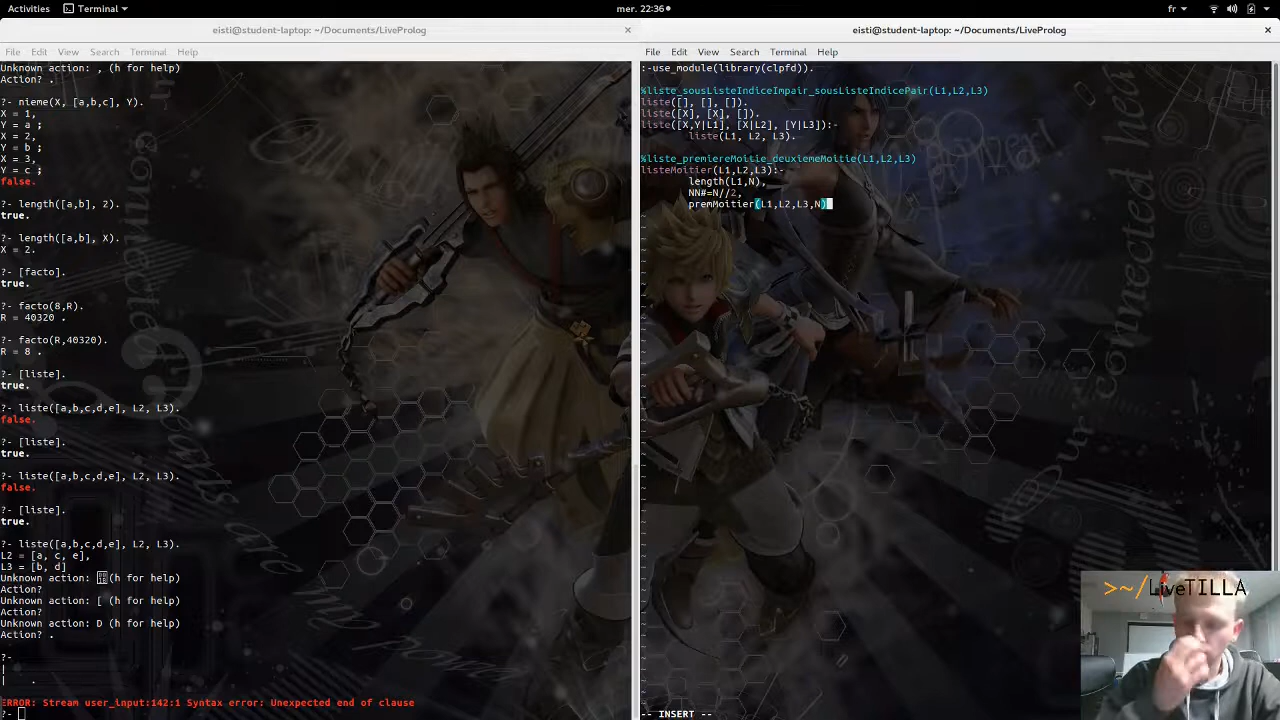 Activities Terminal mer. 22:36 fr
eisti@student-laptop: ~/Documents/LiveProlog
File Edit View Search Terminal Help
Unknown action: , (h for help)
Action? .
?- nieme(X, [a,b,c], Y).
X = 1,
Y = a ;
X = 2,
Y = b ;
X = 3,
Y = c ;
false.
?- length([a,b], 2).
true.
?- length([a,b], X).
X = 2.
?- [facto].
true.
?- facto(8,R).
R = 40320 .
?- facto(R,40320).
R = 8 .
?- [liste].
true.
?- liste([a,b,c,d,e], L2, L3).
false.
?- [liste].
true.
?- liste([a,b,c,d,e], L2, L3).
false.
?- [liste].
true.
?- liste([a,b,c,d,e], L2, L3).
L2 = [a, c, e],
L3 = [b, d]
Unknown action: (h for help)
Action?
Unknown action: [ (h for help)
Action?
Unknown action: D (h for help)
Action? .
?-
|
| .
ERROR: Stream user_input:142:1 Syntax error: Unexpected end of clause
?-
eisti@student-laptop: ~/Documents/LiveProlog
File Edit View Search Terminal Help
:-use_module(library(clpfd)).
%liste_sousListeIndiceImpair_sousListeIndicePair(L1,L2,L3)
liste([], [], []).
liste([X], [X], []).
liste([X,Y|L1], [X|L2], [Y|L3]):-
liste(L1, L2, L3).
%liste_premiereMoitie_deuxiemeMoitie(L1,L2,L3)
listeMoitier(L1,L2,L3):-
length(L1,N),
NN#=N//2,
premMoitier(L1,L2,L3,N)
-- INSERT --
>~/LiveTILLA